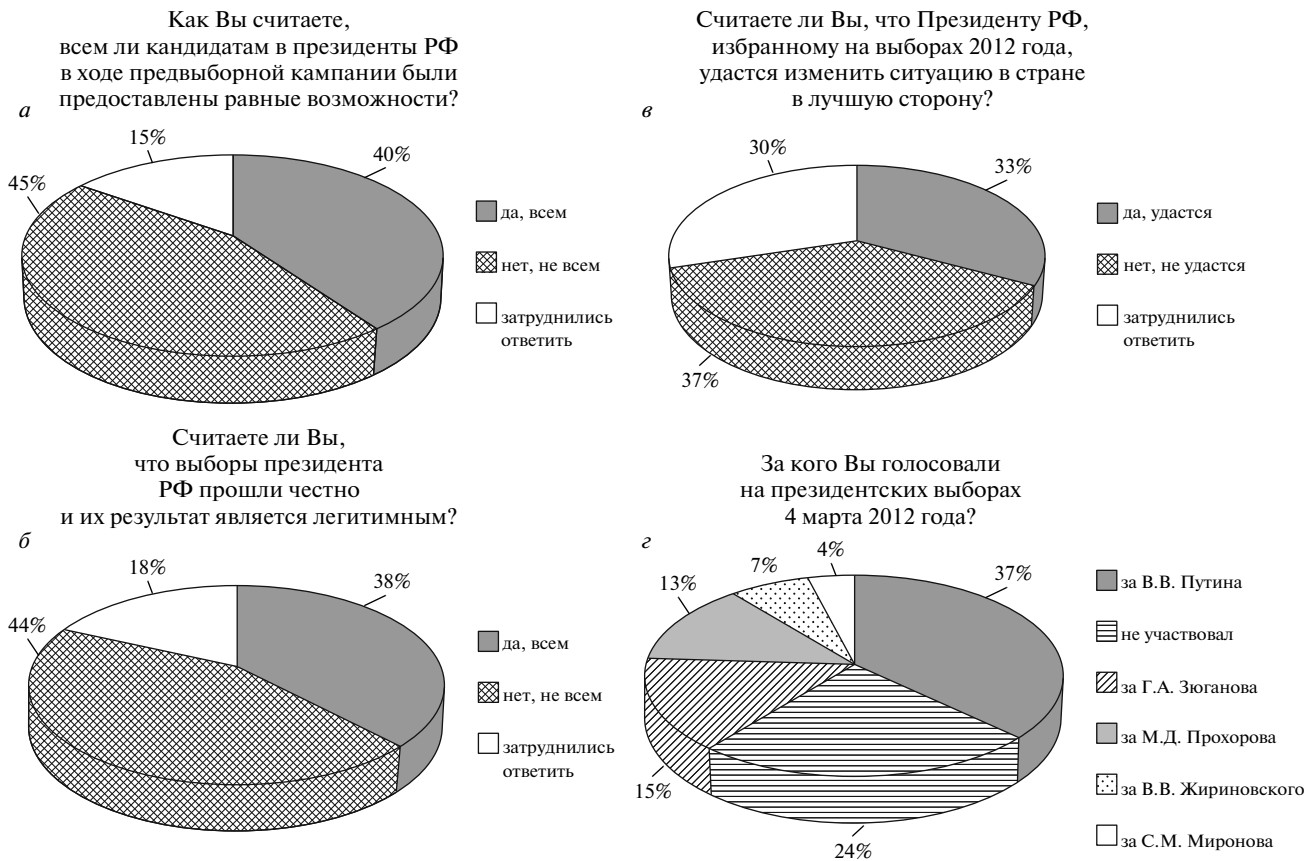 Как Вы считаете,
всем ли кандидатам в президенты РФ
в ходе предвыборной кампании были
предоставлены равные возможности?
а
15%
40%
45%
да, всем
нет, не всем
затруднились
ответить
Считаете ли Вы, что Президенту РФ,
избранному на выборах 2012 года,
удастся изменить ситуацию в стране
в лучшую сторону?
в
30%
33%
37%
да, удастся
нет, не удастся
затруднились
ответить
Считаете ли Вы,
что выборы президента
РФ прошли честно
и их результат является легитимным?
б
18%
38%
44%
да, всем
нет, не всем
затруднились
ответить
За кого Вы голосовали
на президентских выборах
4 марта 2012 года?
г
4%
7%
13%
37%
15%
24%
за В.В. Путина
не участвовал
за Г.А. Зюганова
за М.Д. Прохорова
за В.В. Жириновского
за С.М. Миронова